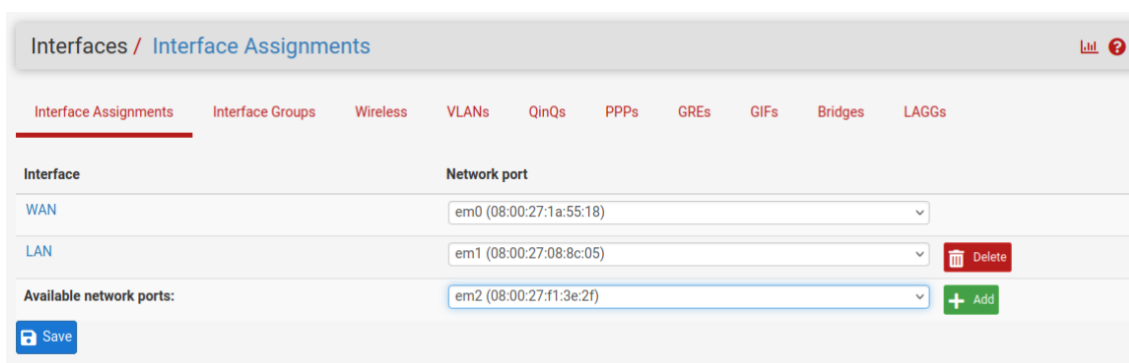 Interfaces / Interface Assignments
Interface Assignments Interface Groups Wireless VLANs QinQs PPPs GREs GIFs Bridges LAGGs
Interface Network port
WAN em0 (08:00:27:1a:55:18)
LAN em1 (08:00:27:08:8c:05) Delete
Available network ports: em2 (08:00:27:f1:3e:2f) Add
Save